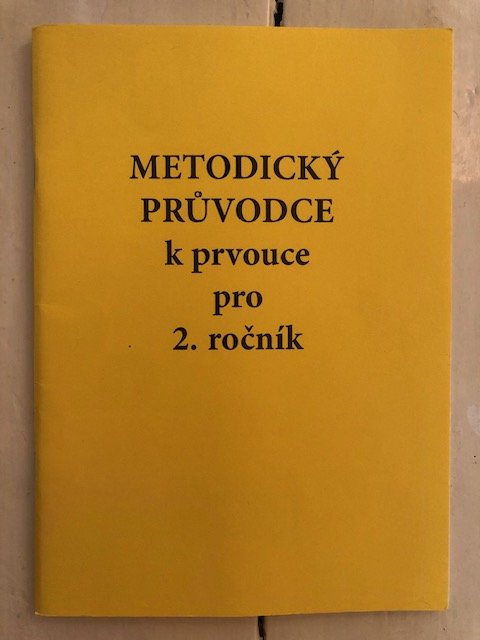 METODICKÝ
PRŮVODCE
k prvouce
pro
2. ročník